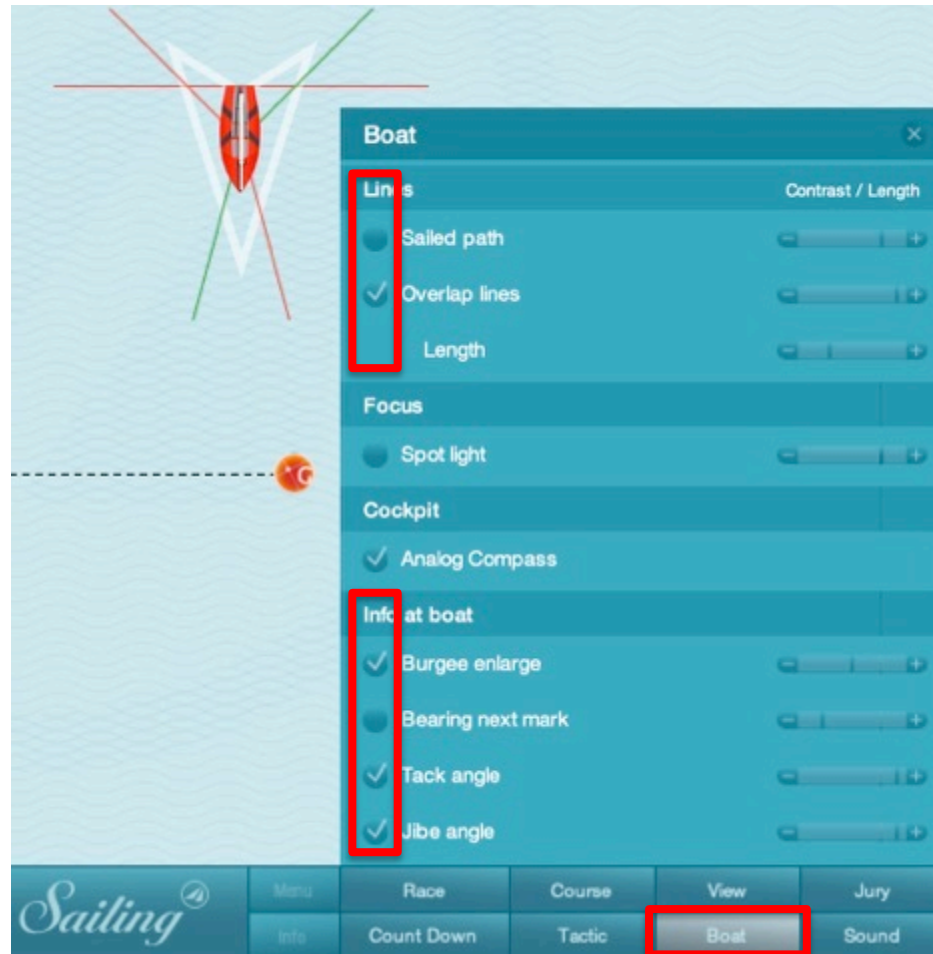 Boat
Lines Contrast / Length
Sailed path
Overlap lines
Length
Focus
Spot light
Cockpit
Analog Compass
Info at boat
Burgee enlarge
Bearing next mark
Tack angle
Jibe angle
Sailing Menu Race Course View Jury
Info Count Down Tactic Boat Sound